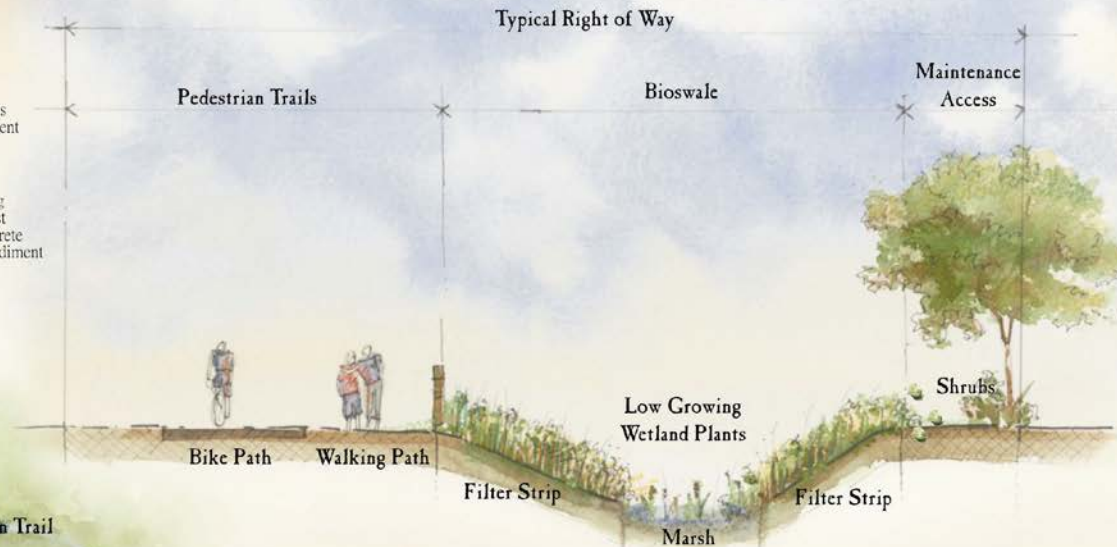 Typical Right of Way
Pedestrian Trails
Bioswale
Maintenance
Access
Shrubs
Low Growing
Wetland Plants
Bike Path
Walking Path
Filter Strip
Filter Strip
Marsh
Trail